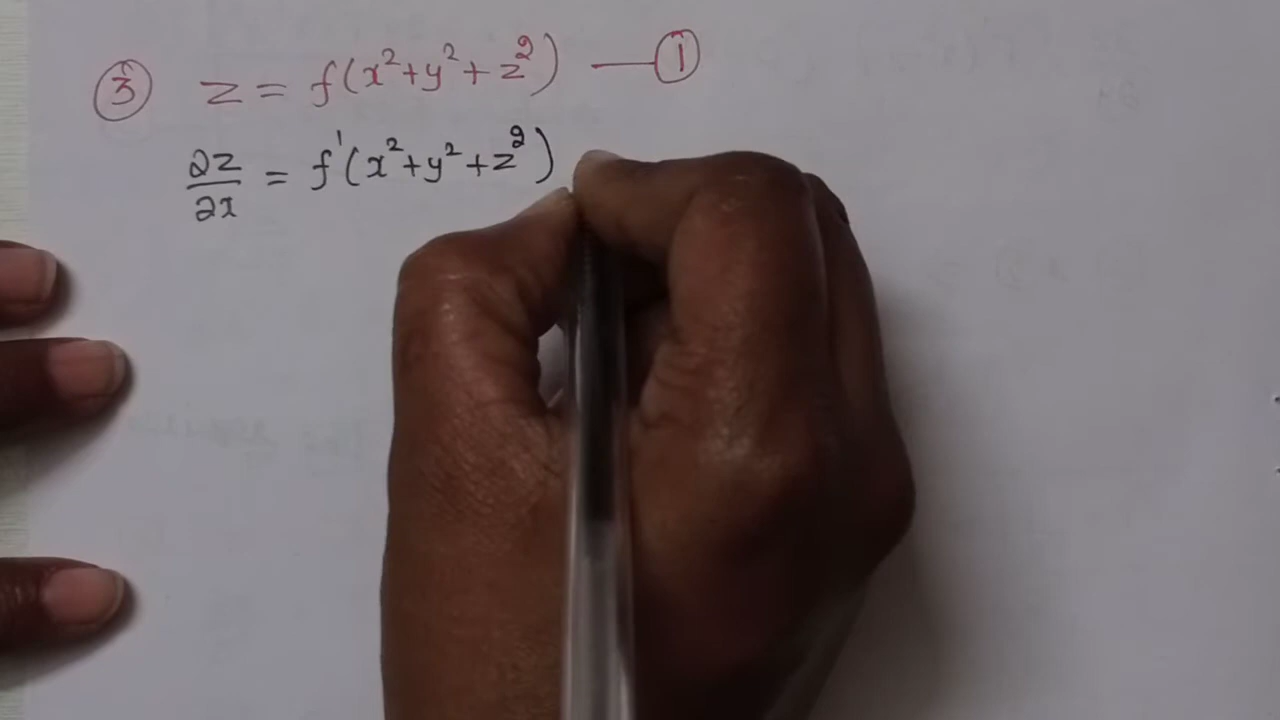 ③ z = f(x²+y²+z²) —①
∂z/∂x = f'(x²+y²+z²)